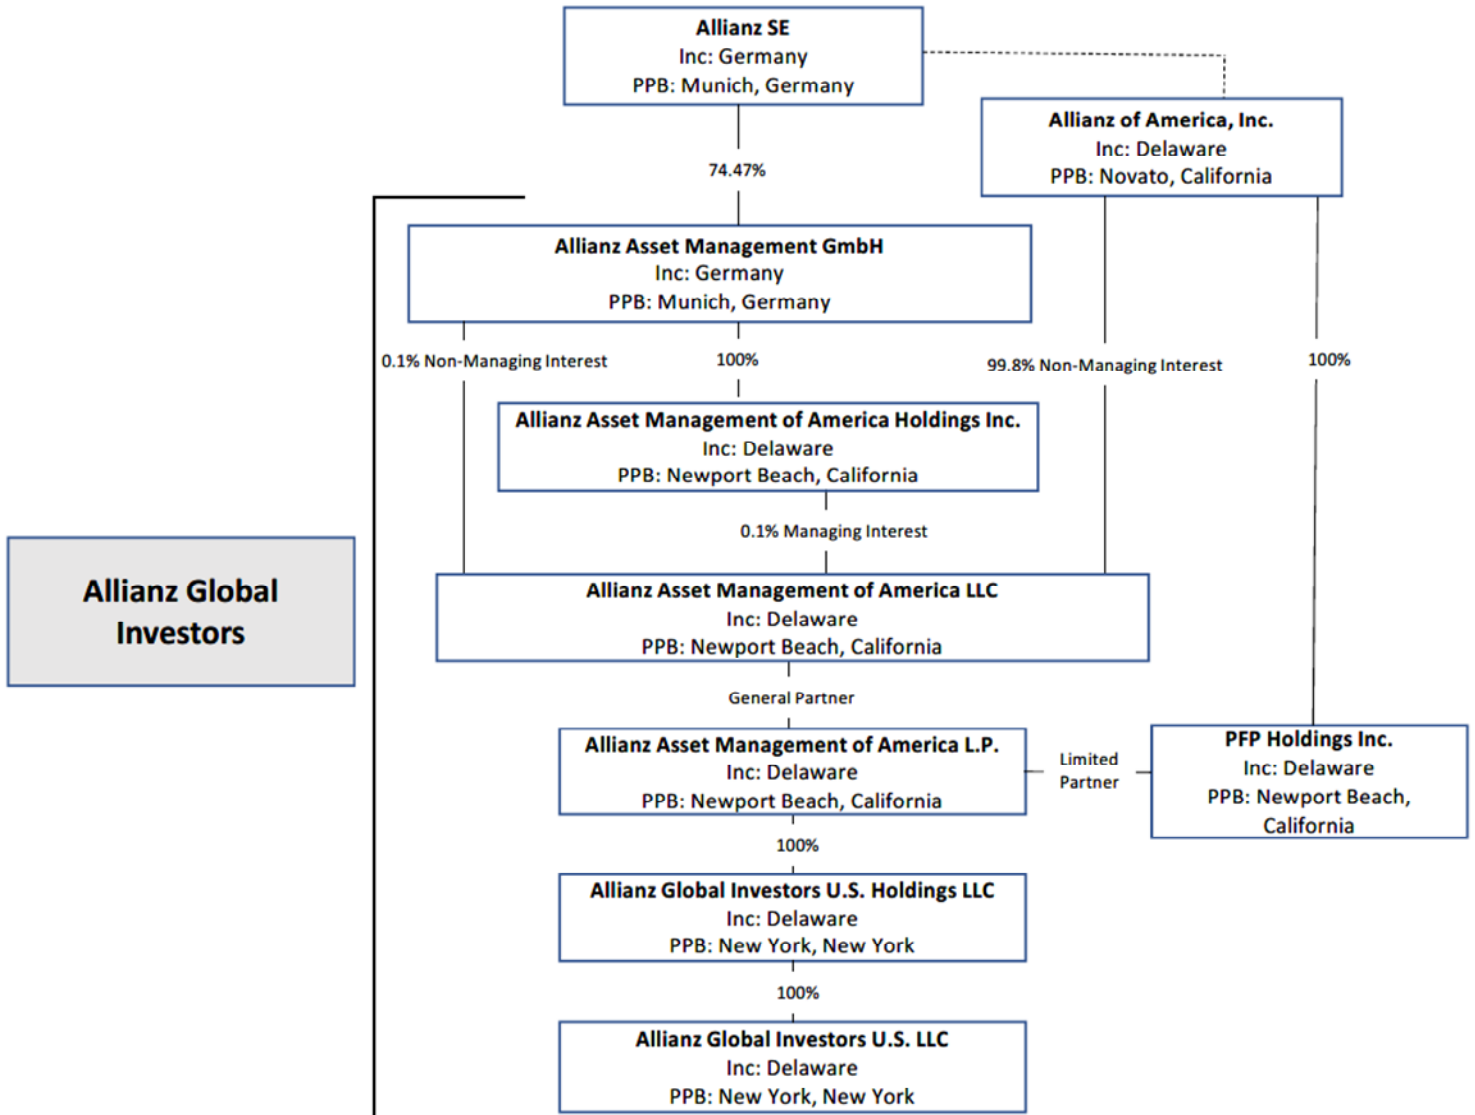 Allianz SE
Inc: Germany
PPB: Munich, Germany
Allianz of America, Inc.
Inc: Delaware
PPB: Novato, California
74.47%
Allianz Asset Management GmbH
Inc: Germany
PPB: Munich, Germany
0.1% Non-Managing Interest
100%
99.8% Non-Managing Interest
100%
Allianz Asset Management of America Holdings Inc.
Inc: Delaware
PPB: Newport Beach, California
0.1% Managing Interest
Allianz Global
Investors
Allianz Asset Management of America LLC
Inc: Delaware
PPB: Newport Beach, California
General Partner
Allianz Asset Management of America L.P.
Inc: Delaware
PPB: Newport Beach, California
Limited
Partner
PFP Holdings Inc.
Inc: Delaware
PPB: Newport Beach,
California
100%
Allianz Global Investors U.S. Holdings LLC
Inc: Delaware
PPB: New York, New York
100%
Allianz Global Investors U.S. LLC
Inc: Delaware
PPB: New York, New York